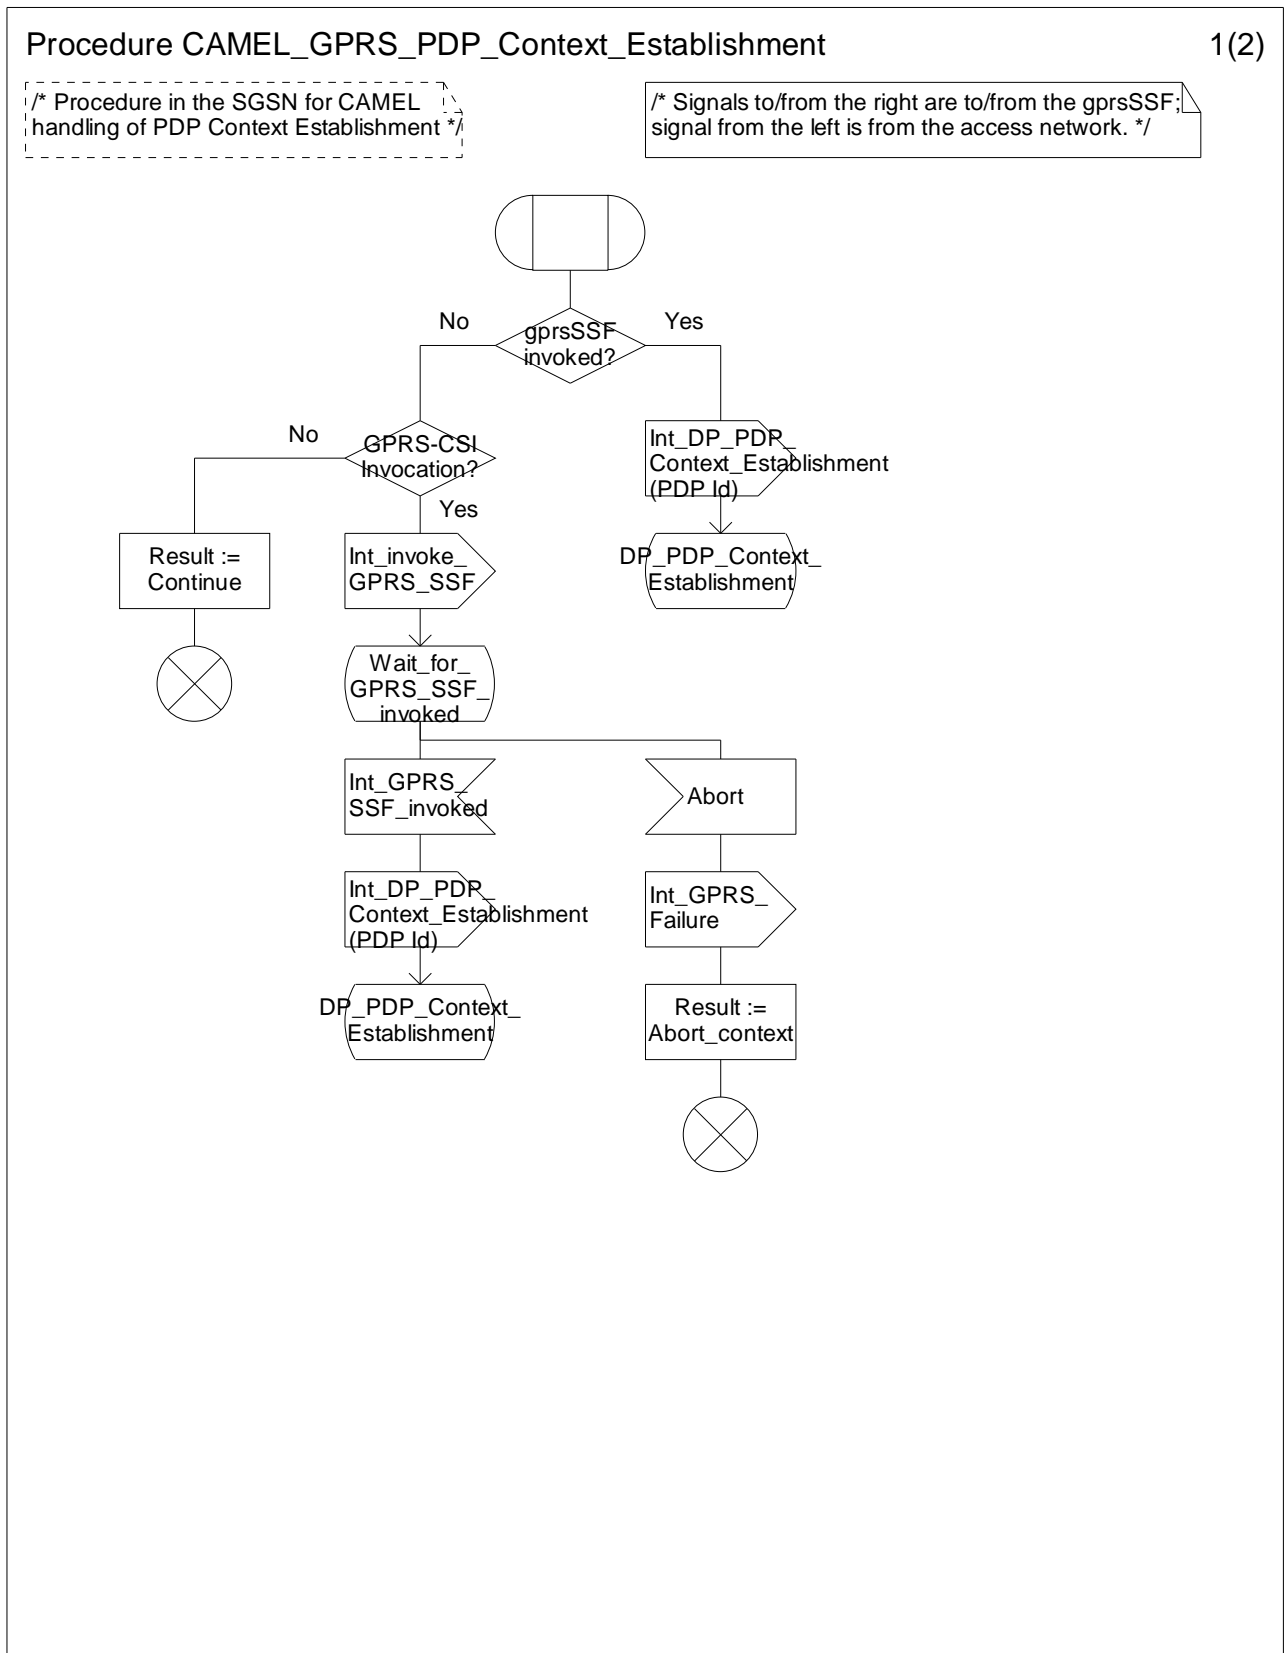 Procedure CAMEL_GPRS_PDP_Context_Establishment
1(2)
/* Procedure in the SGSN for CAMEL
handling of PDP Context Establishment */
/* Signals to/from the right are to/from the gprsSSF;
signal from the left is from the access network. */
gprsSSF
invoked?
No
Yes
GPRS-CSI
Invocation?
No
Yes
Int_DP_PDP_
Context_Establishment
(PDP Id)
Result :=
Continue
Int_invoke_
GPRS_SSF
DP_PDP_Context_
Establishment
Wait_for_
GPRS_SSF_
invoked
Int_GPRS_
SSF_invoked
Abort
Int_DP_PDP_
Context_Establishment
(PDP Id)
Int_GPRS_
Failure
DP_PDP_Context_
Establishment
Result :=
Abort_context